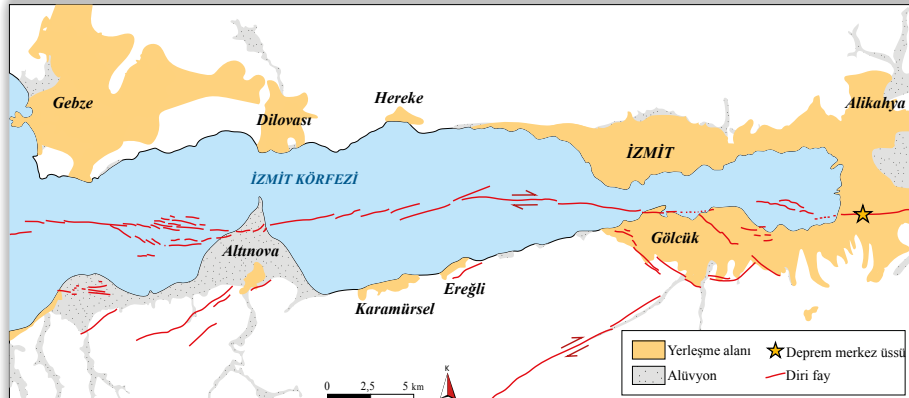 Gebze
Dilovası
Hereke
Alikahya
İZMİT
İZMİT KÖRFEZİ
Altınova
Gölcük
Karamürsel
Ereğli
K
0 2,5 5 km
Yerleşme alanı
Deprem merkez üssü
Alüvyon
Diri fay